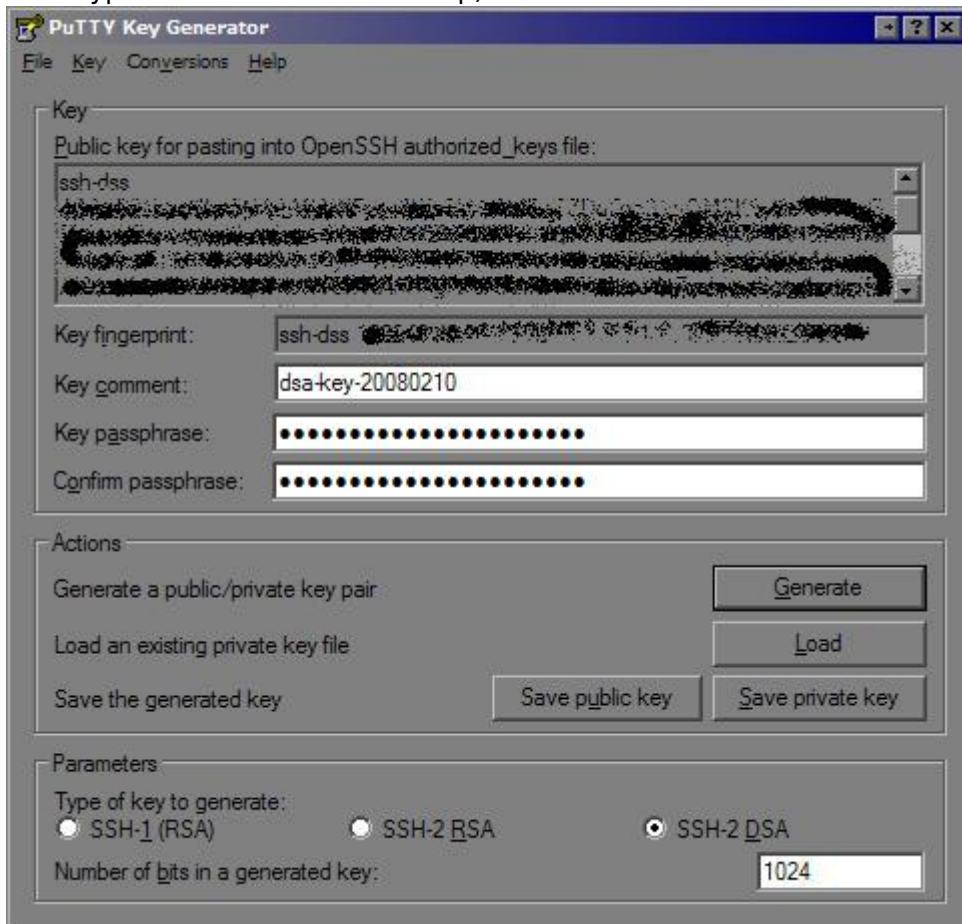 PuTTY Key Generator
File Key Conversions Help
Key
Public key for pasting into OpenSSH authorized_keys file:
ssh-dss
Key fingerprint: ssh-dss
Key comment: dsa-key-20080210
Key passphrase: ●●●●●●●●●●●●●●●●●●●●●●
Confirm passphrase: ●●●●●●●●●●●●●●●●●●●●●●
Actions
Generate a public/private key pair Generate
Load an existing private key file Load
Save the generated key Save public key Save private key
Parameters
Type of key to generate:
SSH-1 (RSA) SSH-2 RSA SSH-2 DSA
Number of bits in a generated key: 1024